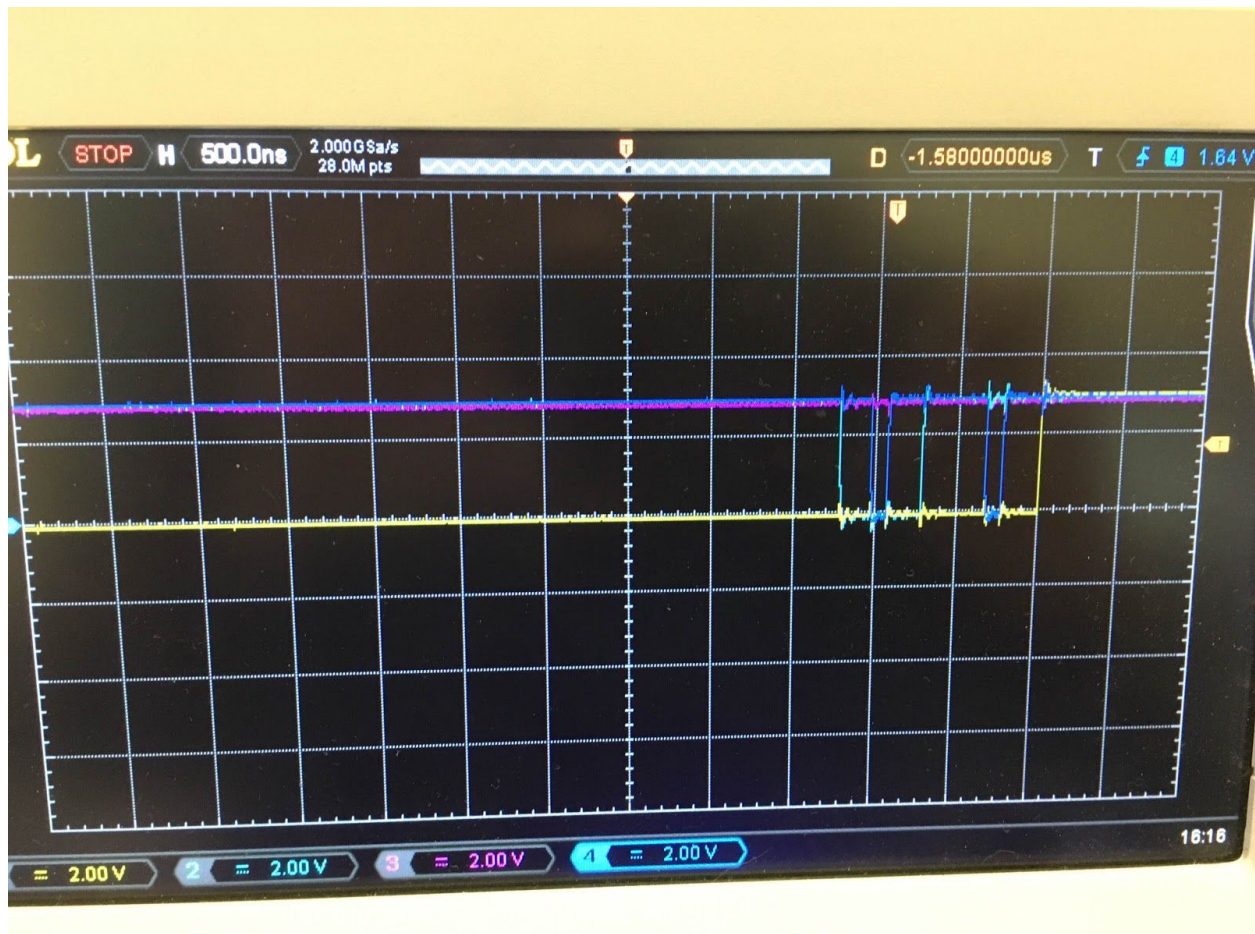 OL STOP H 500.0ns 2.000GSa/s D -1.58000000us T 4 1.64 V
28.0M pts
T
T
T
16:16
= 2.00 V 2 = 2.00 V 3 = 2.00 V 4 = 2.00 V